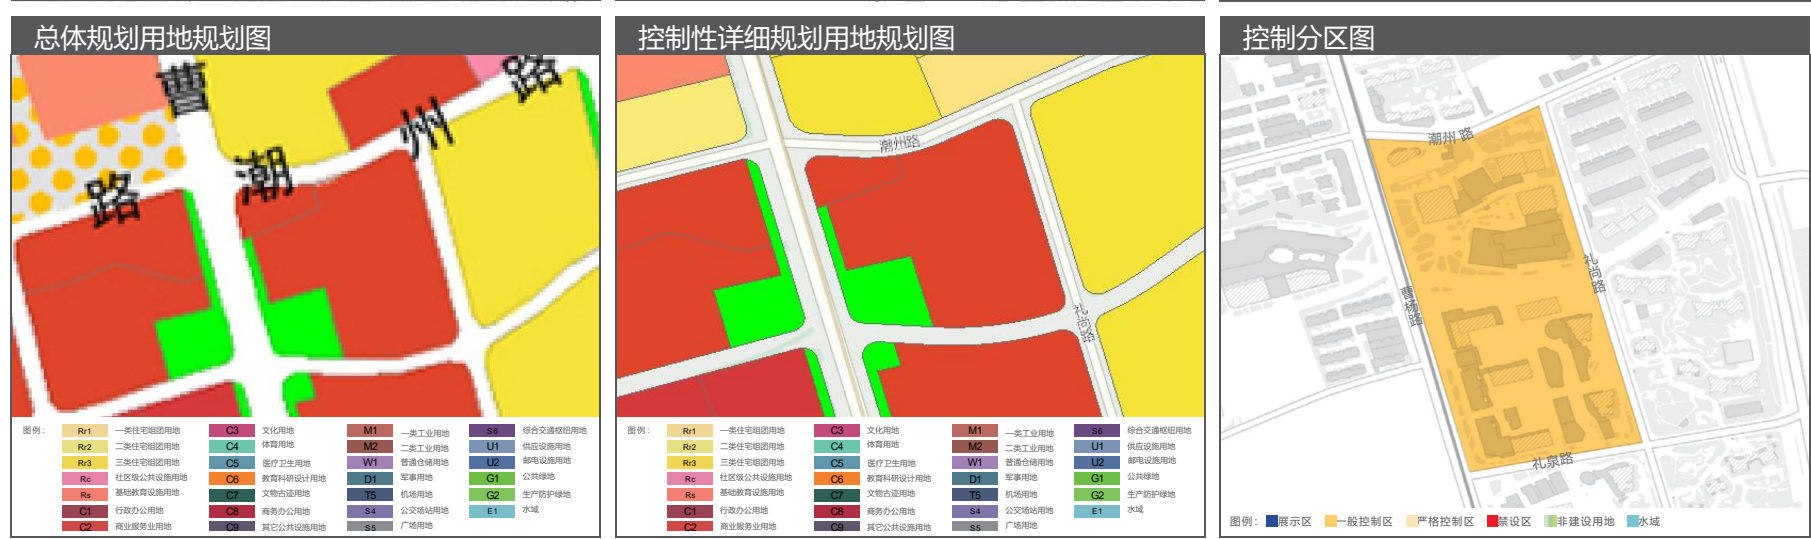 总体规划用地规划图
控制性详细规划用地规划图
控制分区图
曹
路
潮
州
路
潮州路
礼尚路
潮州路
礼尚路
曹杨路
礼泉路
图例：
Rr1 一类住宅组团用地
Rr2 二类住宅组团用地
Rr3 三类住宅组团用地
Rc 社区级公共设施用地
Rs 基础教育设施用地
C1 行政办公用地
C2 商业服务业用地
C3 文化用地
C4 体育用地
C5 医疗卫生用地
C6 教育科研设计用地
C7 文物古迹用地
C8 商务办公用地
C9 其它公共设施用地
M1 一类工业用地
M2 二类工业用地
W1 普通仓储用地
D1 军事用地
T5 机场用地
S4 公交场站用地
S5 广场用地
S6 综合交通枢纽用地
U1 供应设施用地
U2 邮电设施用地
G1 公共绿地
G2 生产防护绿地
E1 水域
图例：
Rr1 一类住宅组团用地
Rr2 二类住宅组团用地
Rr3 三类住宅组团用地
Rc 社区级公共设施用地
Rs 基础教育设施用地
C1 行政办公用地
C2 商业服务业用地
C3 文化用地
C4 体育用地
C5 医疗卫生用地
C6 教育科研设计用地
C7 文物古迹用地
C8 商务办公用地
C9 其它公共设施用地
M1 一类工业用地
M2 二类工业用地
W1 普通仓储用地
D1 军事用地
T5 机场用地
S4 公交场站用地
S5 广场用地
S6 综合交通枢纽用地
U1 供应设施用地
U2 邮电设施用地
G1 公共绿地
G2 生产防护绿地
E1 水域
图例： 展示区 一般控制区 严格控制区 禁设区 非建设用地 水域